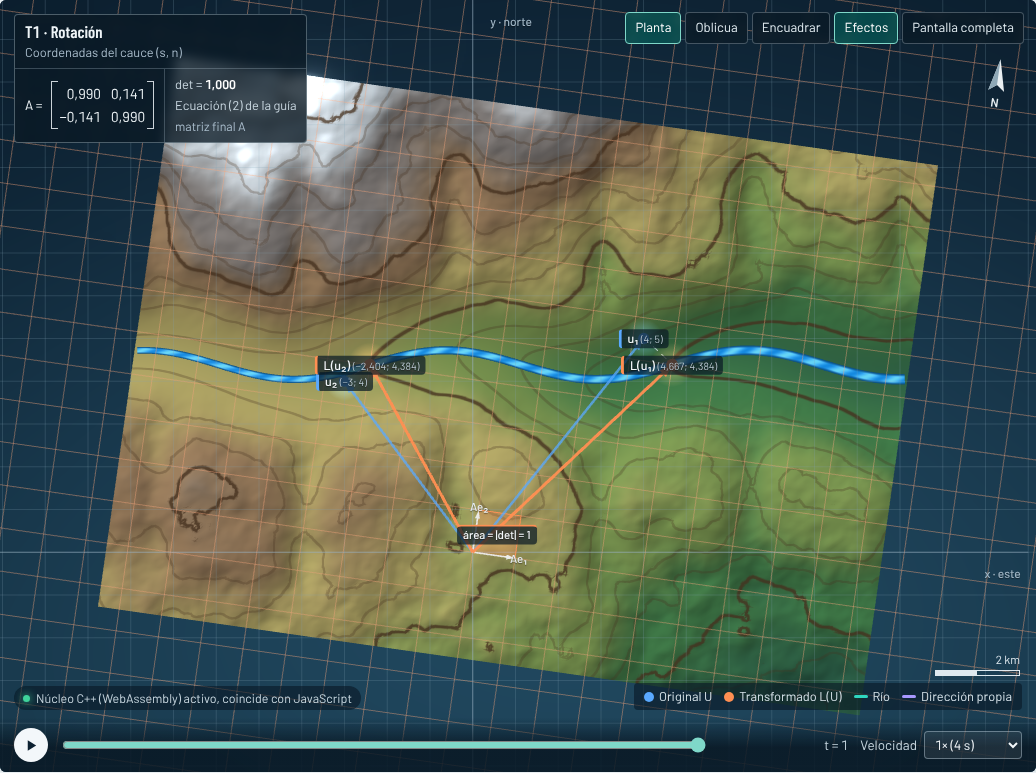 T1 · Rotación
Coordenadas del cauce (s, n)
A =
0,990 0,141
−0,141 0,990
det = 1,000
Ecuación (2) de la guía
matriz final A
y · norte
Planta
Oblicua
Encuadrar
Efectos
Pantalla completa
N
u₁ (4; 5)
L(u₂) (−2,404; 4,384)
L(u₁) (4,667; 4,384)
u₂ (−3; 4)
Ae₂
área = |det| = 1
Ae₁
x · este
2 km
Núcleo C++ (WebAssembly) activo, coincide con JavaScript
Original U
Transformado L(U)
Río
Dirección propia
t = 1
Velocidad
1× (4 s)